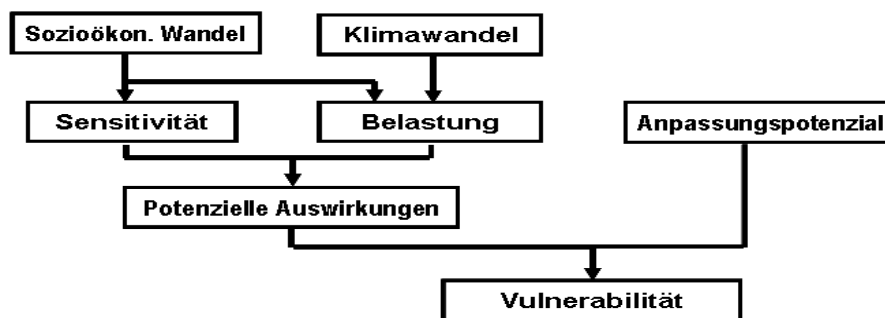 Sozioökon. Wandel
Klimawandel
Sensitivität
Belastung
Anpassungspotenzial
Potenzielle Auswirkungen
Vulnerabilität